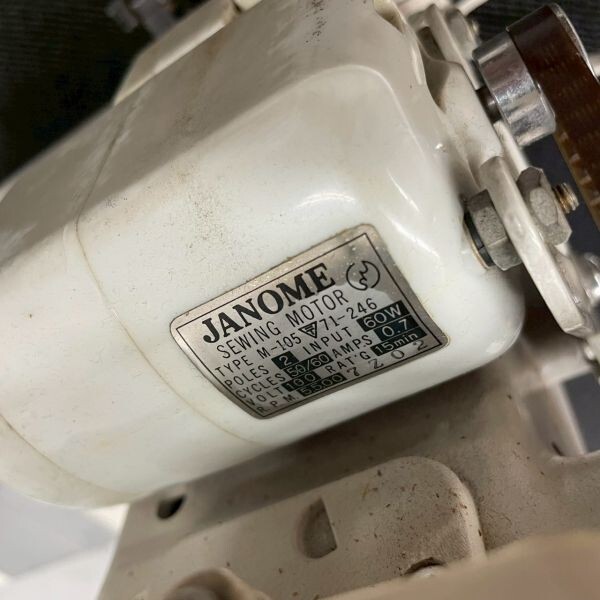 JANOME
SEWING MOTOR
TYPE M-105 71-246
POLES 2 INPUT 60W
CYCLES 50/60 AMPS 0.7
VOLT 100 RAT'G 15min
R.P.M 5500 7202